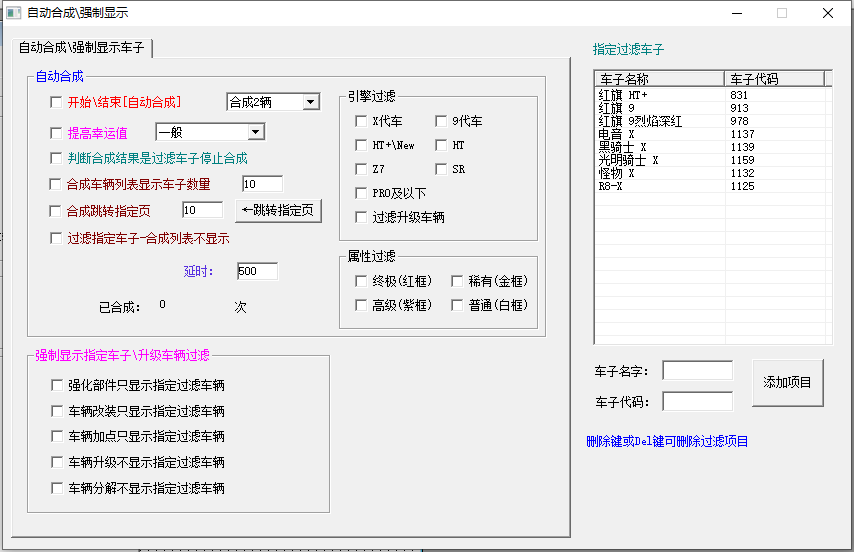 自动合成\强制显示
自动合成\强制显示车子
自动合成
开始\结束[自动合成]
合成2辆
提高幸运值
一般
判断合成结果是过滤车子停止合成
合成车辆列表显示车子数量
10
合成跳转指定页
10
←跳转指定页
过滤指定车子-合成列表不显示
延时:
500
已合成:
0
次
引擎过滤
X代车
9代车
HT+\New
HT
Z7
SR
PRO及以下
过滤升级车辆
属性过滤
终极(红框)
稀有(金框)
高级(紫框)
普通(白框)
强制显示指定车子\升级车辆过滤
强化部件只显示指定过滤车辆
车辆改装只显示指定过滤车辆
车辆加点只显示指定过滤车辆
车辆升级不显示指定过滤车辆
车辆分解不显示指定过滤车辆
指定过滤车子
车子名称 车子代码
红旗 HT+ 831
红旗 9 913
红旗 9烈焰深红 978
电音 X 1137
黑骑士 X 1139
光明骑士 X 1159
怪物 X 1132
R8-X 1125
车子名字:
车子代码:
添加项目
删除键或Del键可删除过滤项目